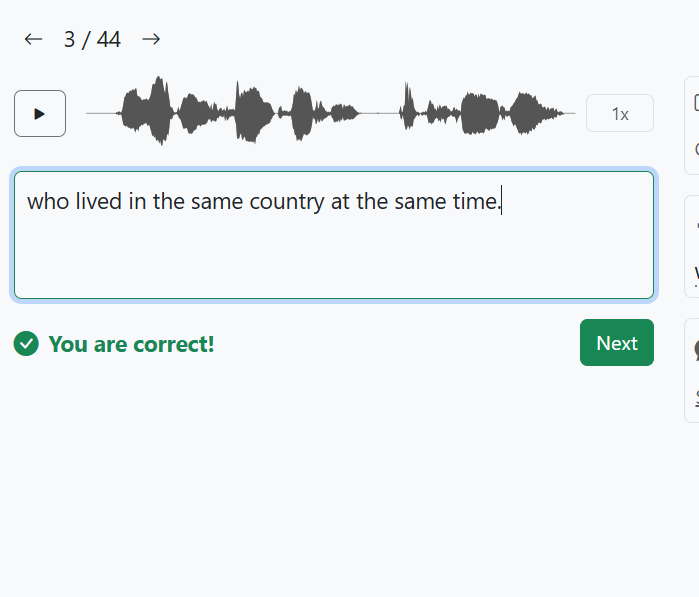 ← 3 / 44 →
1x
who lived in the same country at the same time.
You are correct!
Next